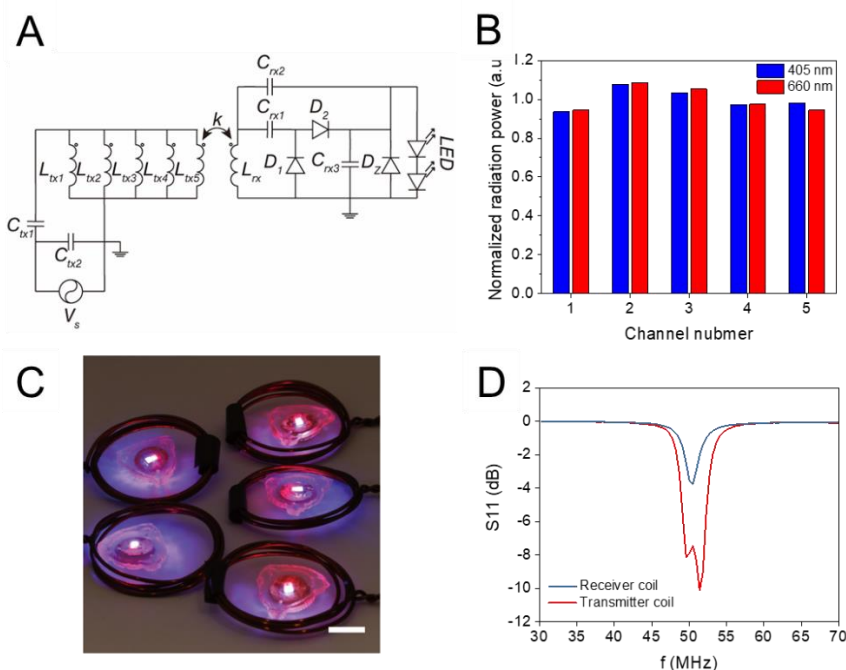 A
C_rx2
C_rx1
D_2
k
L_tx1
L_tx2
L_tx3
L_tx4
L_tx5
L_rx
D_1
C_rx3
D_Z
LED
C_tx1
C_tx2
V_s
B
Normalized radiation power (a.u
405 nm
660 nm
1.2
1.0
0.8
0.6
0.4
0.2
0.0
1 2 3 4 5
Channel nubmer
C
D
S11 (dB)
2
0
-2
-4
-6
-8
-10
-12
Receiver coil
Transmitter coil
30 35 40 45 50 55 60 65 70
f (MHz)